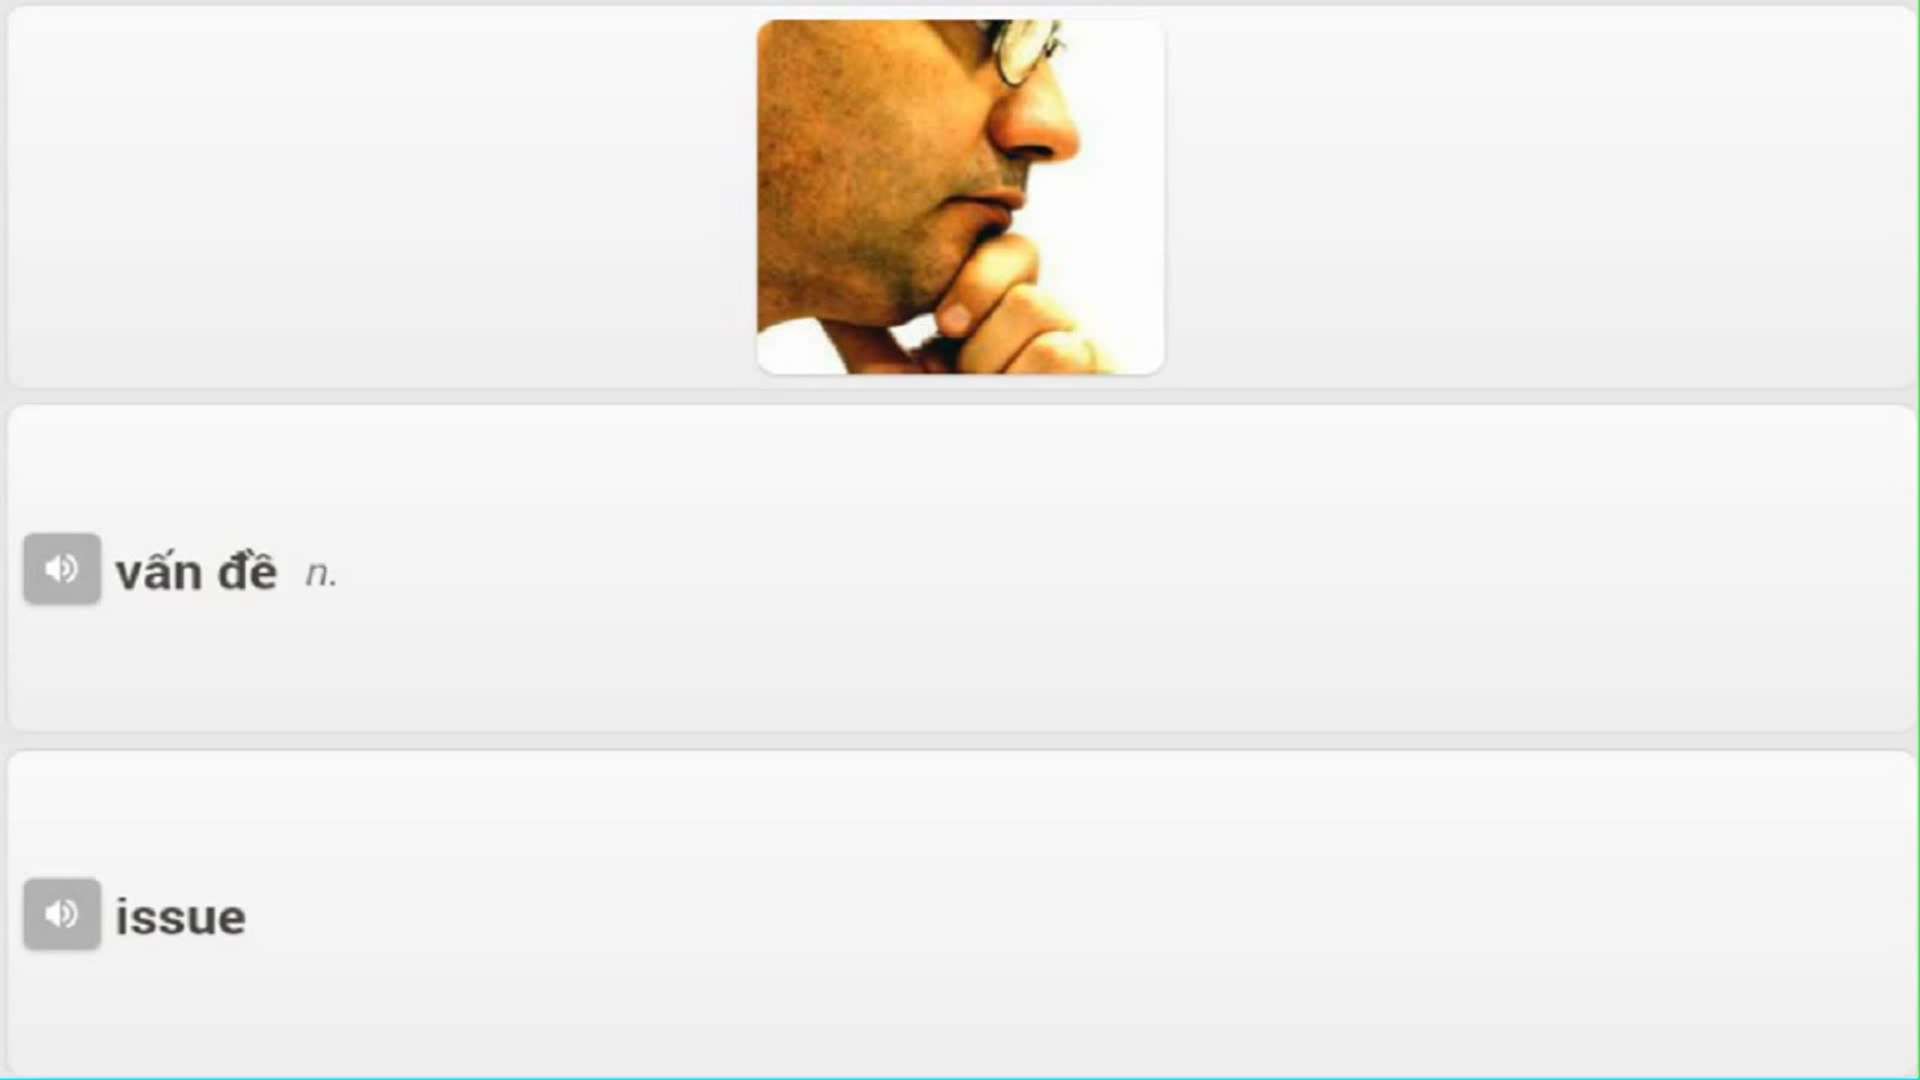 vấn đề n.
issue